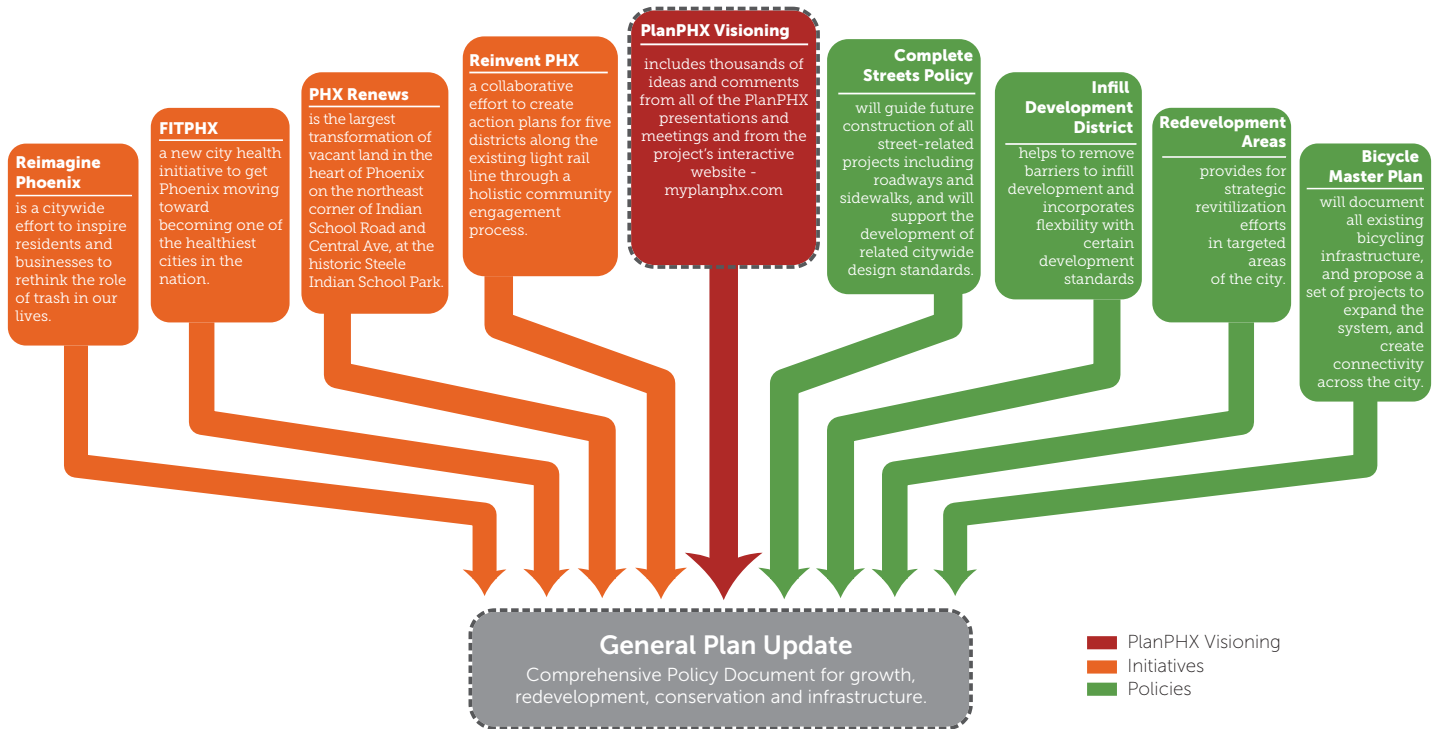 Reimagine
Phoenix
is a citywide
effort to inspire
residents and
businesses to
rethink the role
of trash in our
lives.
FITPHX
a new city health
initiative to get
Phoenix moving
toward
becoming one of
the healthiest
cities in the
nation.
PHX Renews
is the largest
transformation of
vacant land in the
heart of Phoenix
on the northeast
corner of Indian
School Road and
Central Ave, at the
historic Steele
Indian School Park.
Reinvent PHX
a collaborative
effort to create
action plans for five
districts along the
existing light rail
line through a
holistic community
engagement
process.
PlanPHX Visioning
includes thousands of
ideas and comments
from all of the PlanPHX
presentations and
meetings and from the
project's interactive
website -
myplanphx.com
Complete
Streets Policy
will guide future
construction of all
street-related
projects including
roadways and
sidewalks, and will
support the
development of
related citywide
design standards.
Infill
Development
District
helps to remove
barriers to infill
development and
incorporates
flexbility with
certain
development
standards
Redevelopment
Areas
provides for
strategic
revitilization
efforts
in targeted
areas
of the city.
Bicycle
Master Plan
will document
all existing
bicycling
infrastructure,
and propose a
set of projects to
expand the
system, and
create
connectivity
across the city.
General Plan Update
Comprehensive Policy Document for growth,
redevelopment, conservation and infrastructure.
PlanPHX Visioning
Initiatives
Policies